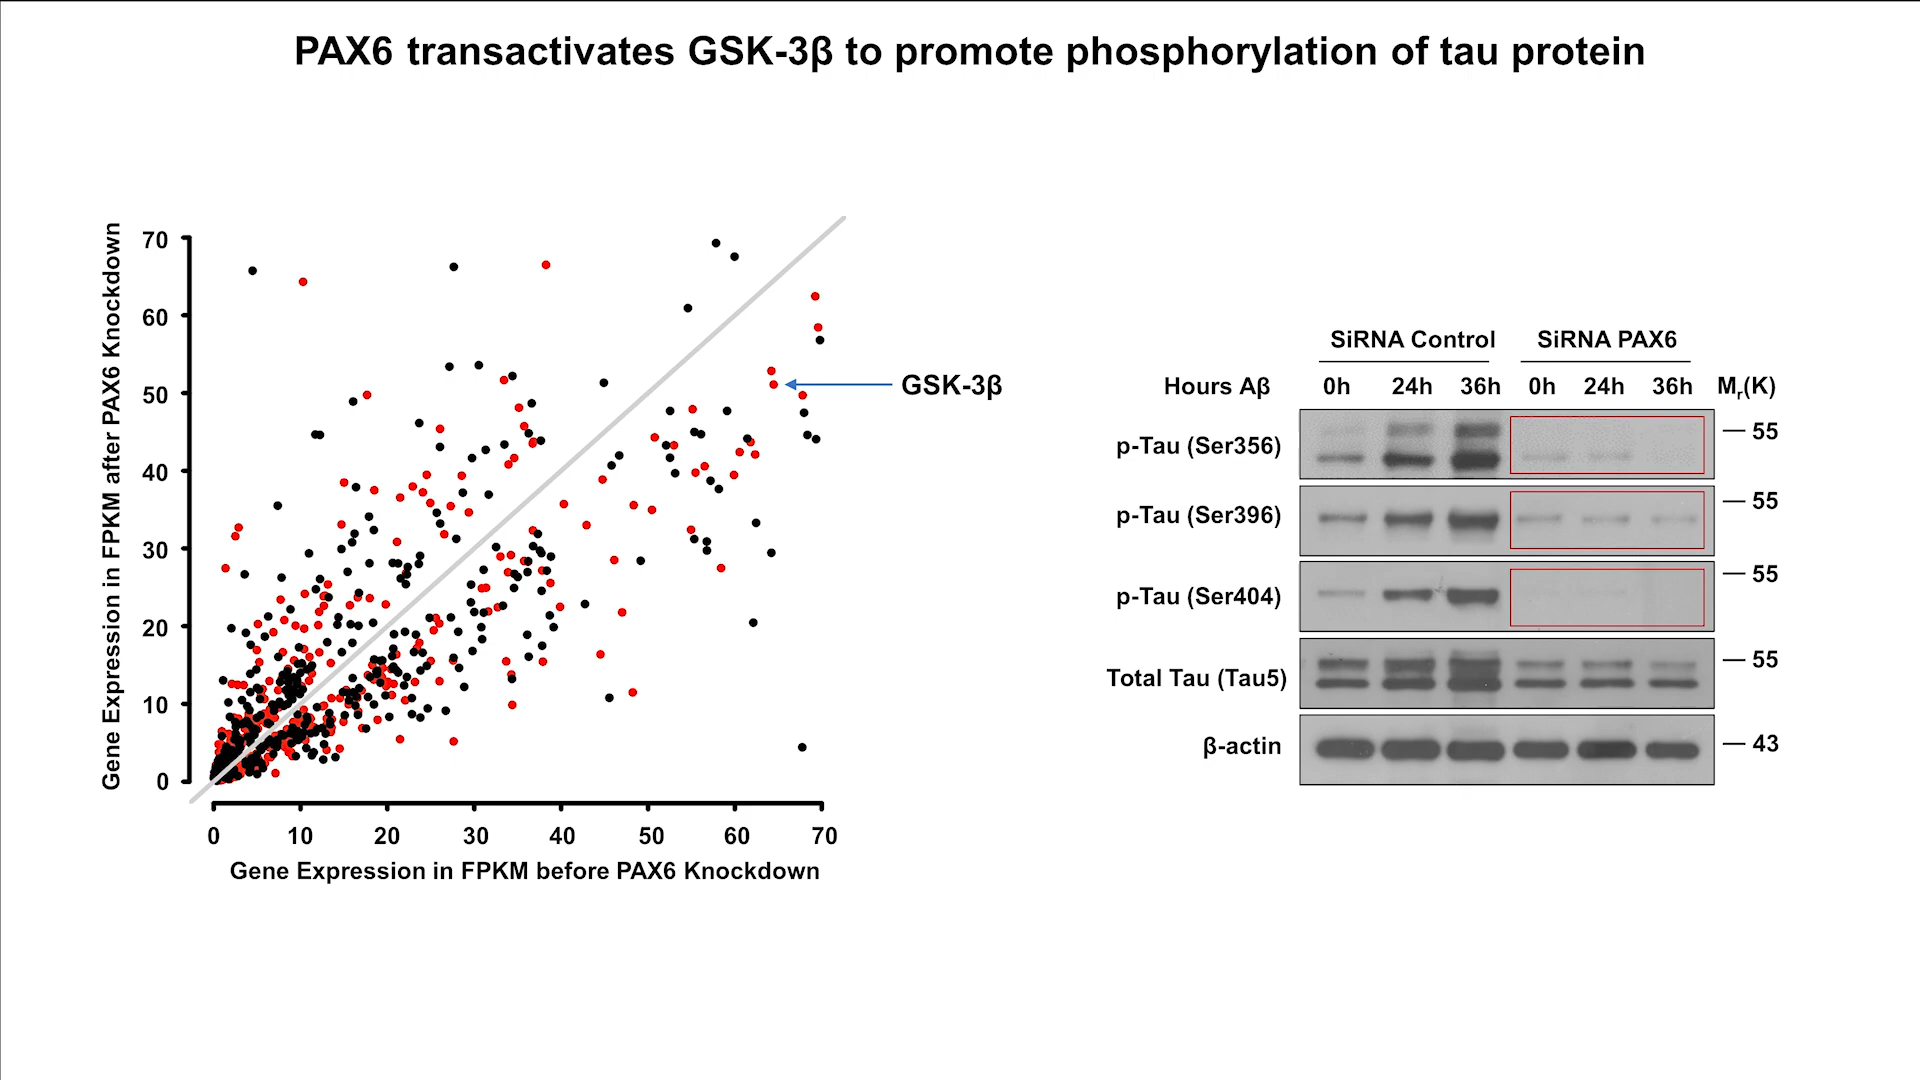 PAX6 transactivates GSK-3β to promote phosphorylation of tau protein
Gene Expression in FPKM after PAX6 Knockdown
70
60
50
40
30
20
10
0
0 10 20 30 40 50 60 70
Gene Expression in FPKM before PAX6 Knockdown
GSK-3β
SiRNA Control SiRNA PAX6
Hours Aβ 0h 24h 36h 0h 24h 36h Mr(K)
p-Tau (Ser356) — 55
p-Tau (Ser396) — 55
p-Tau (Ser404) — 55
Total Tau (Tau5) — 55
β-actin — 43